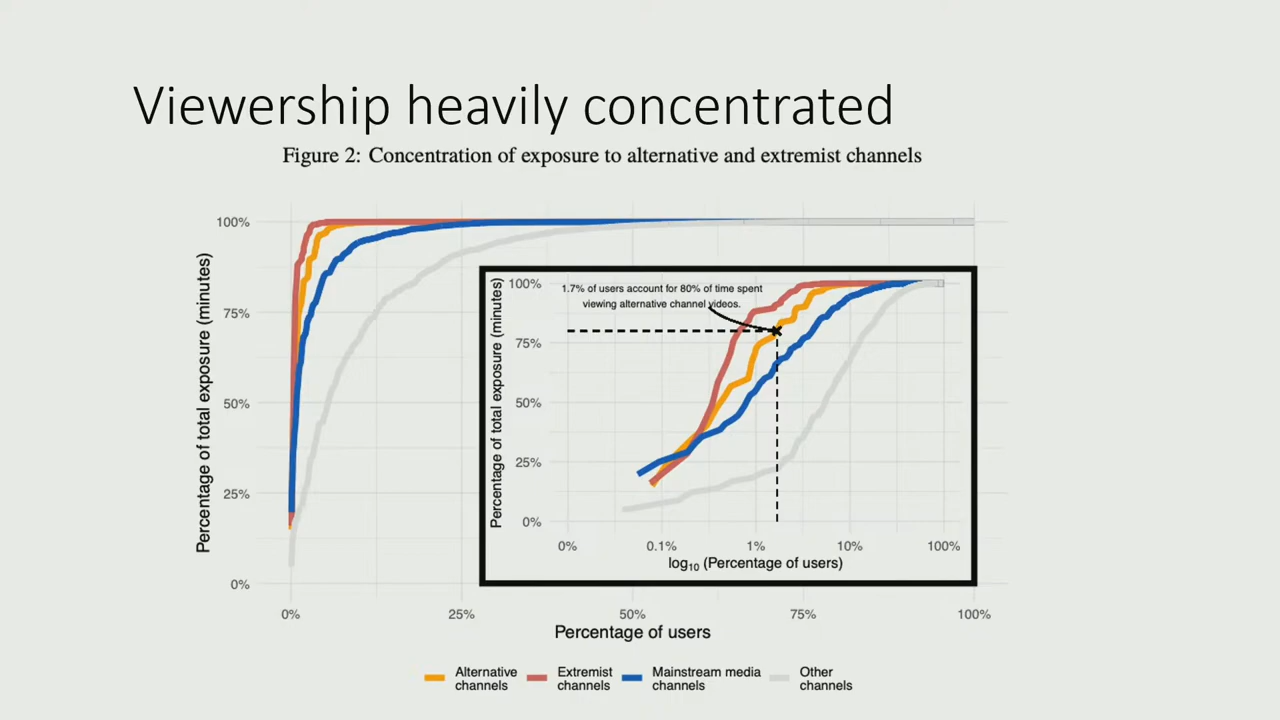 Viewership heavily concentrated
Figure 2: Concentration of exposure to alternative and extremist channels
Percentage of total exposure (minutes)
100%
75%
50%
25%
0%
0%
25%
50%
75%
100%
Percentage of users
Percentage of total exposure (minutes)
100%
75%
50%
25%
0%
1.7% of users account for 80% of time spent
viewing alternative channel videos.
0%
0.1%
1%
10%
100%
log₁₀ (Percentage of users)
Alternative
channels
Extremist
channels
Mainstream media
channels
Other
channels